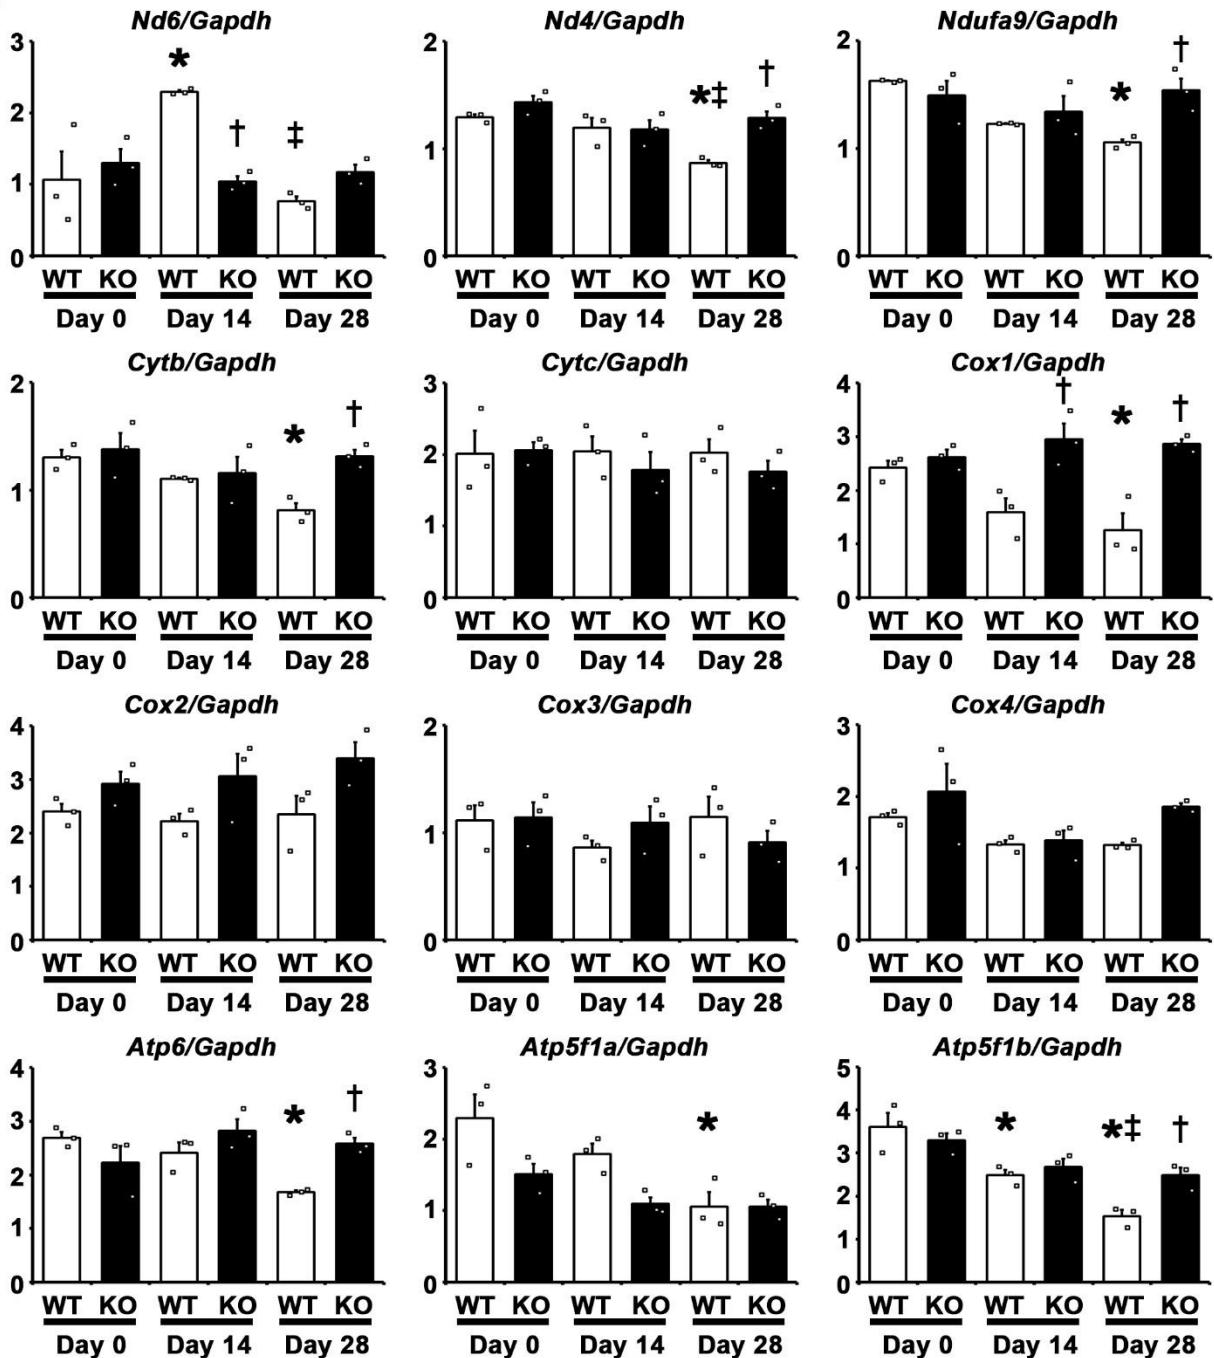 Nd6/Gapdh Nd4/Gapdh Ndufa9/Gapdh
3 2 2
* *‡ † * †
2 † ‡ 1 1
1
0 0 0
WT KO WT KO WT KO WT KO WT KO WT KO WT KO WT KO WT KO
Day 0 Day 14 Day 28 Day 0 Day 14 Day 28 Day 0 Day 14 Day 28
Cytb/Gapdh Cytc/Gapdh Cox1/Gapdh
2 3 4
* † † * †
1 2 3
1 2
1
0 0 0
WT KO WT KO WT KO WT KO WT KO WT KO WT KO WT KO WT KO
Day 0 Day 14 Day 28 Day 0 Day 14 Day 28 Day 0 Day 14 Day 28
Cox2/Gapdh Cox3/Gapdh Cox4/Gapdh
4 2 3
3 2
2 1 1
1
0 0 0
WT KO WT KO WT KO WT KO WT KO WT KO WT KO WT KO WT KO
Day 0 Day 14 Day 28 Day 0 Day 14 Day 28 Day 0 Day 14 Day 28
Atp6/Gapdh Atp5f1a/Gapdh Atp5f1b/Gapdh
4 3 5
* † * * *‡ †
3 2 4
2 1 3
1 2
1
0 0 0
WT KO WT KO WT KO WT KO WT KO WT KO WT KO WT KO WT KO
Day 0 Day 14 Day 28 Day 0 Day 14 Day 28 Day 0 Day 14 Day 28